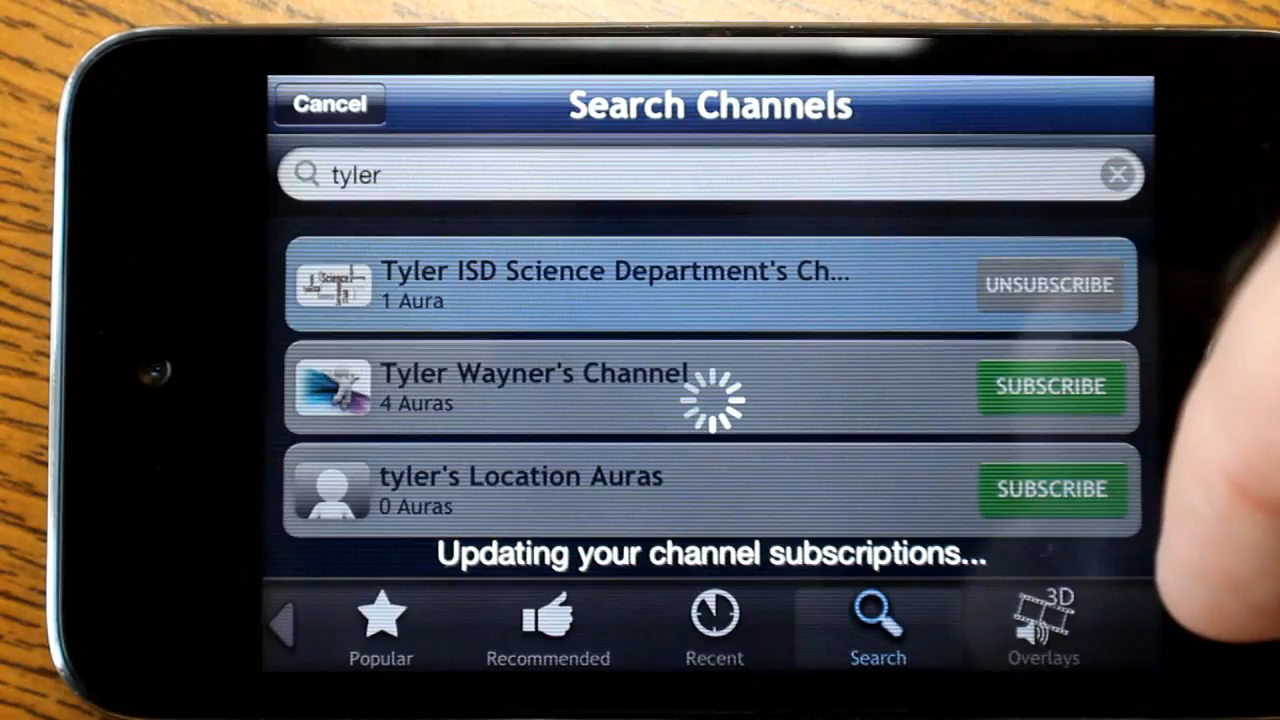 Cancel
Search Channels
tyler
Tyler ISD Science Department's Ch...
1 Aura
UNSUBSCRIBE
Tyler Wayner's Channel
4 Auras
SUBSCRIBE
tyler's Location Auras
0 Auras
SUBSCRIBE
Updating your channel subscriptions...
3D
Popular
Recommended
Recent
Search
Overlays